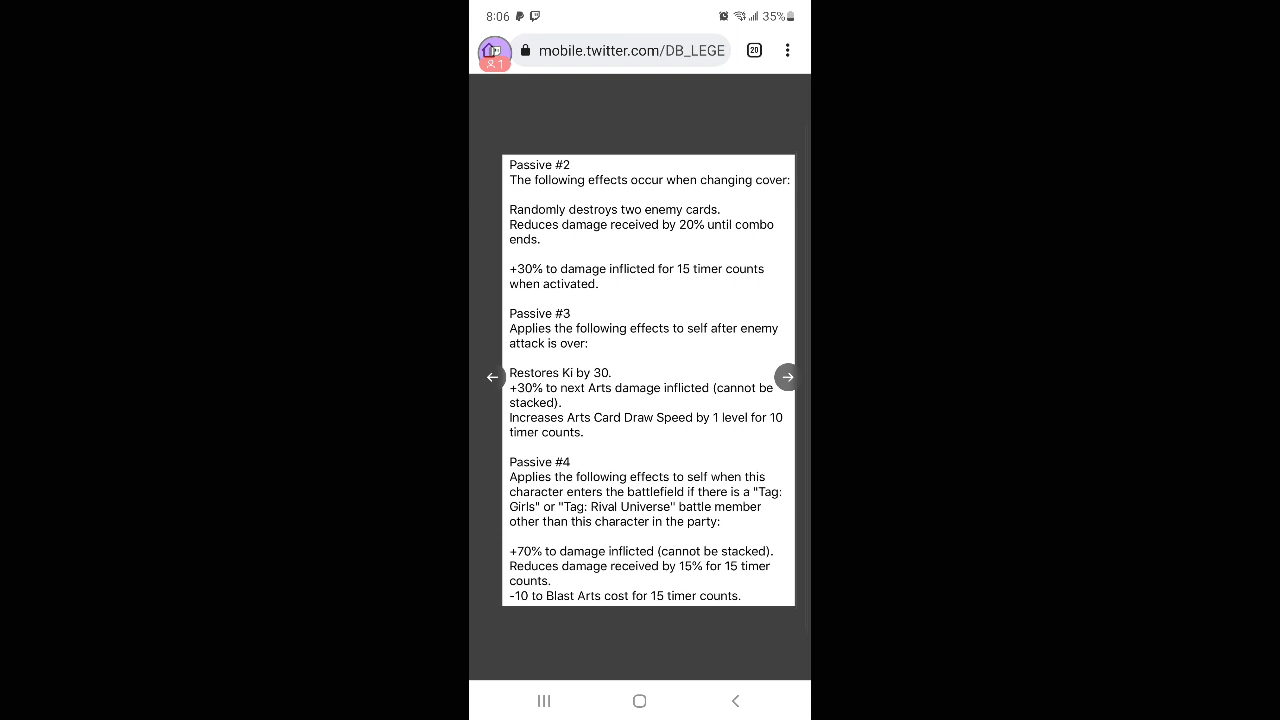 8:06
35%
1
mobile.twitter.com/DB_LEGE
20
Passive #2
The following effects occur when changing cover:
Randomly destroys two enemy cards.
Reduces damage received by 20% until combo
ends.
+30% to damage inflicted for 15 timer counts
when activated.
Passive #3
Applies the following effects to self after enemy
attack is over:
Restores Ki by 30.
+30% to next Arts damage inflicted (cannot be
stacked).
Increases Arts Card Draw Speed by 1 level for 10
timer counts.
Passive #4
Applies the following effects to self when this
character enters the battlefield if there is a "Tag:
Girls" or "Tag: Rival Universe" battle member
other than this character in the party:
+70% to damage inflicted (cannot be stacked).
Reduces damage received by 15% for 15 timer
counts.
-10 to Blast Arts cost for 15 timer counts.